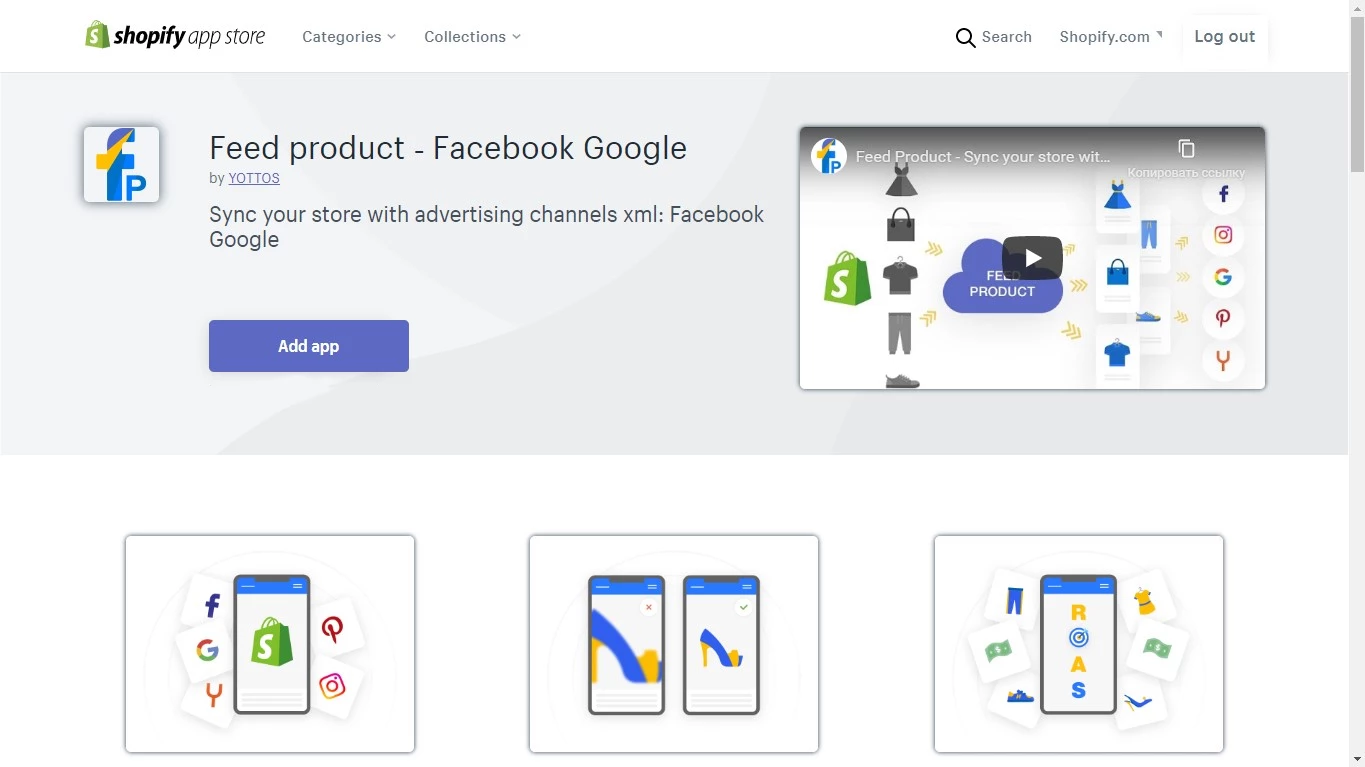 shopify app store
Categories
Collections
Search
Shopify.com
Log out
Feed product - Facebook Google
by YOTTOS
Sync your store with advertising channels xml: Facebook
Google
Add app
Feed Product - Sync your store wit...
Копировать ссылку
FEED
PRODUCT
R
A
S